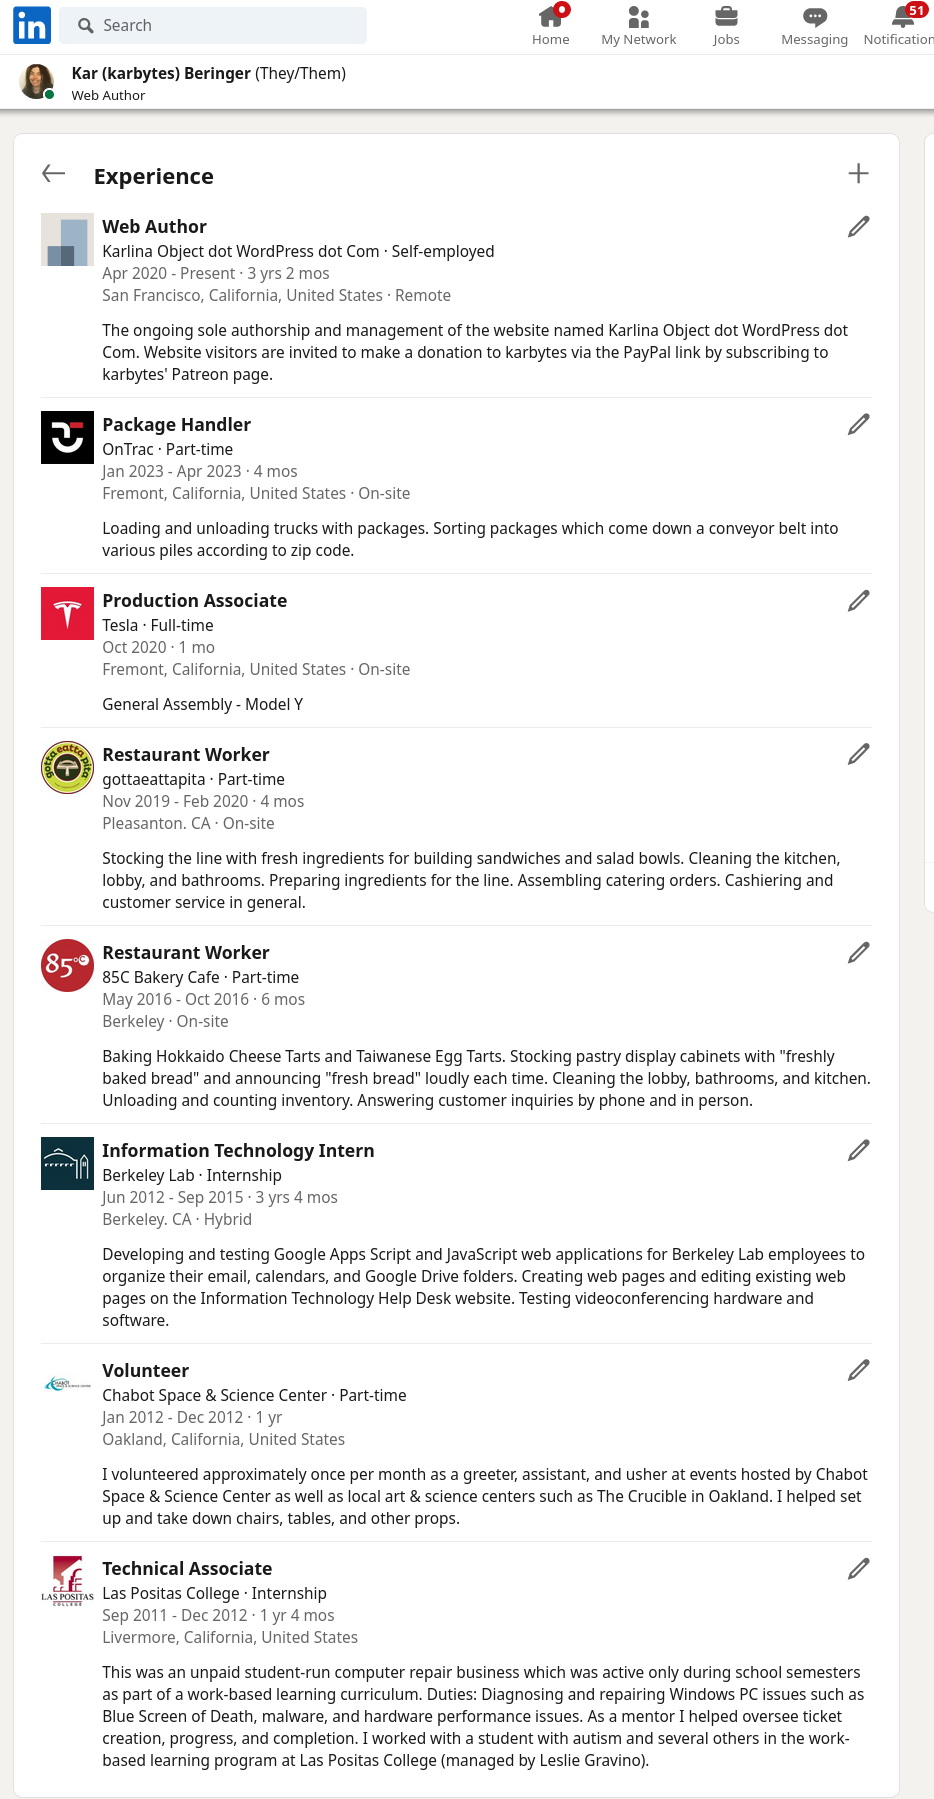 in
Search
Home
My Network
Jobs
Messaging
51
Notification
Kar (karbytes) Beringer (They/Them)
Web Author
Experience
Web Author
Karlina Object dot WordPress dot Com · Self-employed
Apr 2020 - Present · 3 yrs 2 mos
San Francisco, California, United States · Remote
The ongoing sole authorship and management of the website named Karlina Object dot WordPress dot
Com. Website visitors are invited to make a donation to karbytes via the PayPal link by subscribing to
karbytes' Patreon page.
Package Handler
OnTrac · Part-time
Jan 2023 - Apr 2023 · 4 mos
Fremont, California, United States · On-site
Loading and unloading trucks with packages. Sorting packages which come down a conveyor belt into
various piles according to zip code.
Production Associate
Tesla · Full-time
Oct 2020 · 1 mo
Fremont, California, United States · On-site
General Assembly - Model Y
gotta eatta pita
Restaurant Worker
gottaeattapita · Part-time
Nov 2019 - Feb 2020 · 4 mos
Pleasanton. CA · On-site
Stocking the line with fresh ingredients for building sandwiches and salad bowls. Cleaning the kitchen,
lobby, and bathrooms. Preparing ingredients for the line. Assembling catering orders. Cashiering and
customer service in general.
85°C
Restaurant Worker
85C Bakery Cafe · Part-time
May 2016 - Oct 2016 · 6 mos
Berkeley · On-site
Baking Hokkaido Cheese Tarts and Taiwanese Egg Tarts. Stocking pastry display cabinets with "freshly
baked bread" and announcing "fresh bread" loudly each time. Cleaning the lobby, bathrooms, and kitchen.
Unloading and counting inventory. Answering customer inquiries by phone and in person.
Information Technology Intern
Berkeley Lab · Internship
Jun 2012 - Sep 2015 · 3 yrs 4 mos
Berkeley. CA · Hybrid
Developing and testing Google Apps Script and JavaScript web applications for Berkeley Lab employees to
organize their email, calendars, and Google Drive folders. Creating web pages and editing existing web
pages on the Information Technology Help Desk website. Testing videoconferencing hardware and
software.
CHABOT
Volunteer
Chabot Space & Science Center · Part-time
Jan 2012 - Dec 2012 · 1 yr
Oakland, California, United States
I volunteered approximately once per month as a greeter, assistant, and usher at events hosted by Chabot
Space & Science Center as well as local art & science centers such as The Crucible in Oakland. I helped set
up and take down chairs, tables, and other props.
LAS POSITAS
COLLEGE
Technical Associate
Las Positas College · Internship
Sep 2011 - Dec 2012 · 1 yr 4 mos
Livermore, California, United States
This was an unpaid student-run computer repair business which was active only during school semesters
as part of a work-based learning curriculum. Duties: Diagnosing and repairing Windows PC issues such as
Blue Screen of Death, malware, and hardware performance issues. As a mentor I helped oversee ticket
creation, progress, and completion. I worked with a student with autism and several others in the work-
based learning program at Las Positas College (managed by Leslie Gravino).